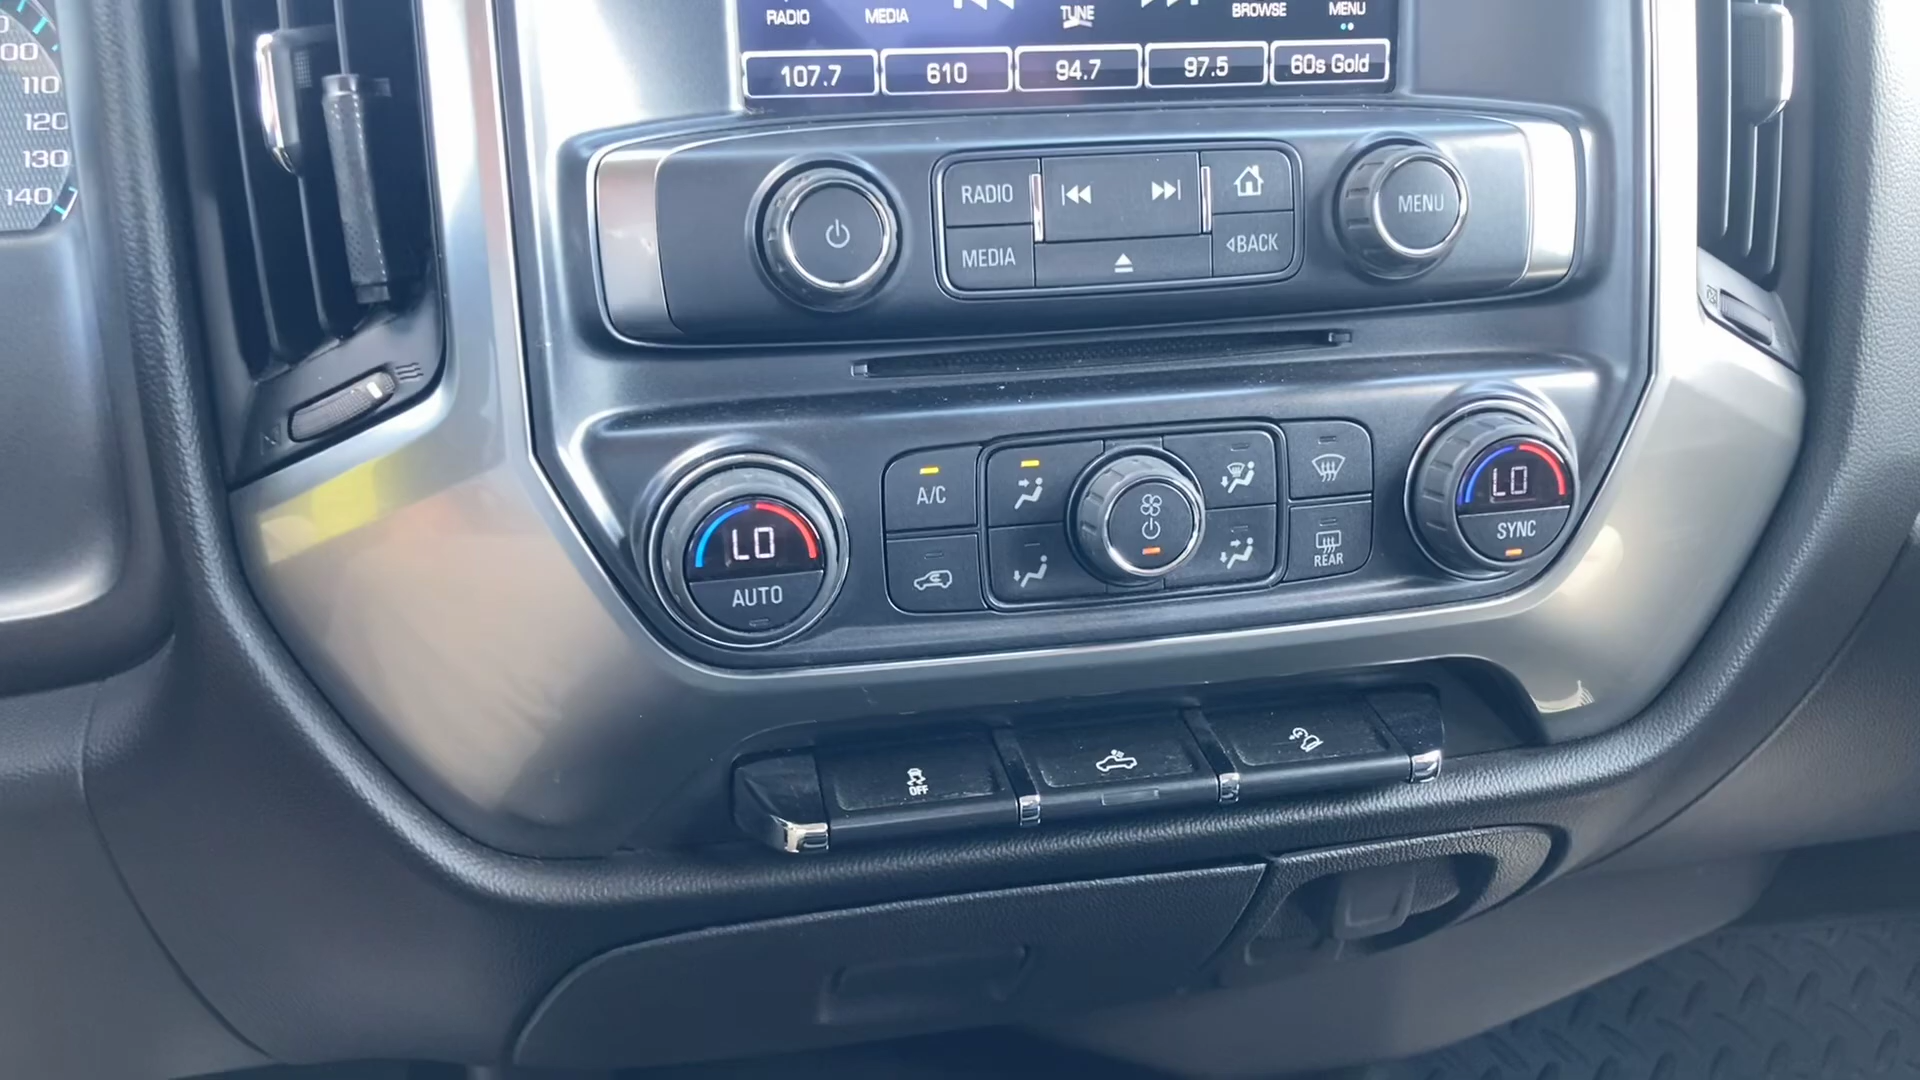 RADIO MEDIA TUNE BROWSE MENU
107.7 610 94.7 97.5 60s Gold
110
120
130
140
RADIO
MEDIA
BACK
MENU
LO
AUTO
A/C
REAR
LO
SYNC
OFF